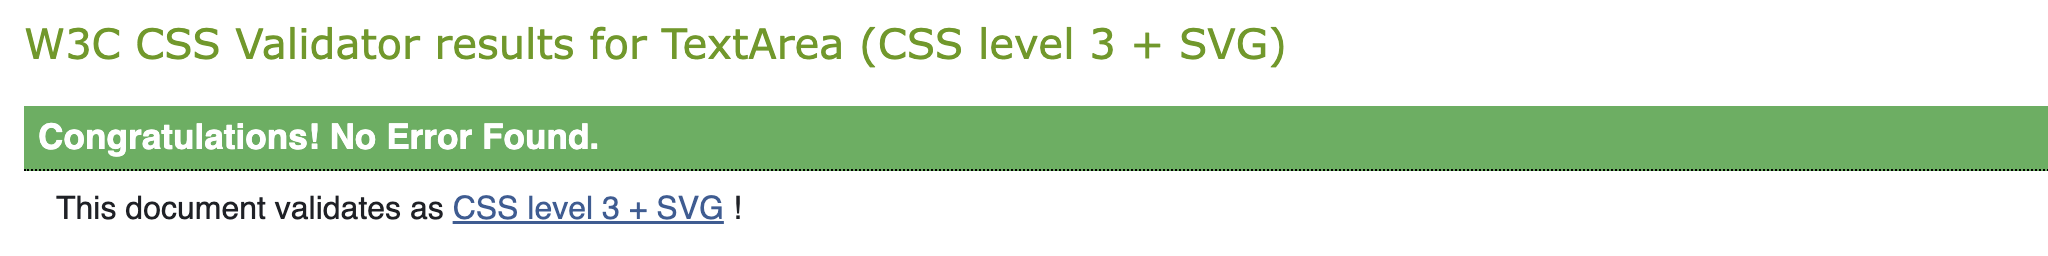 W3C CSS Validator results for TextArea (CSS level 3 + SVG)
Congratulations! No Error Found.
This document validates as CSS level 3 + SVG !